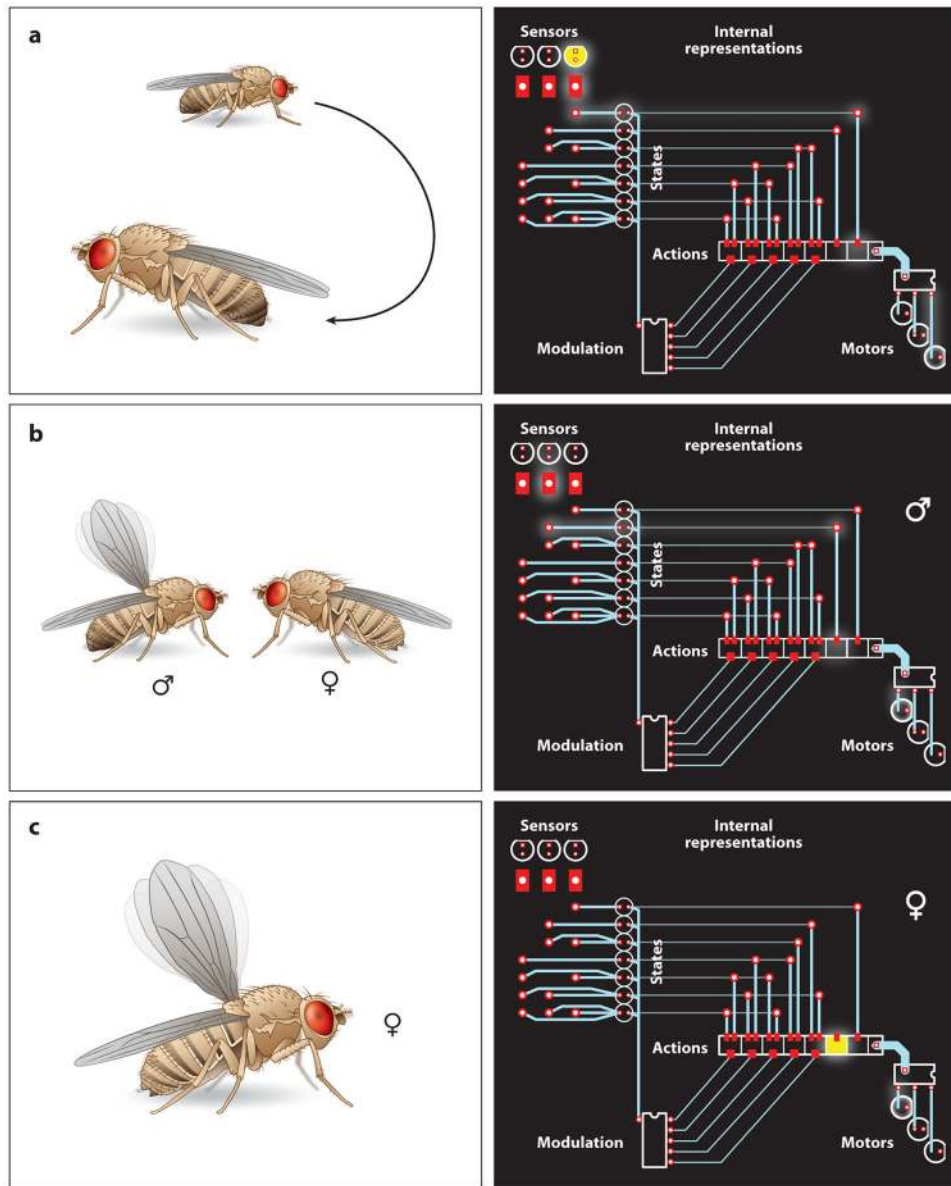 a
Sensors
Internal
representations
States
Actions
Modulation
Motors
b
♂
♀
Sensors
Internal
representations
♂
States
Actions
Modulation
Motors
c
♀
Sensors
Internal
representations
♀
States
Actions
Modulation
Motors